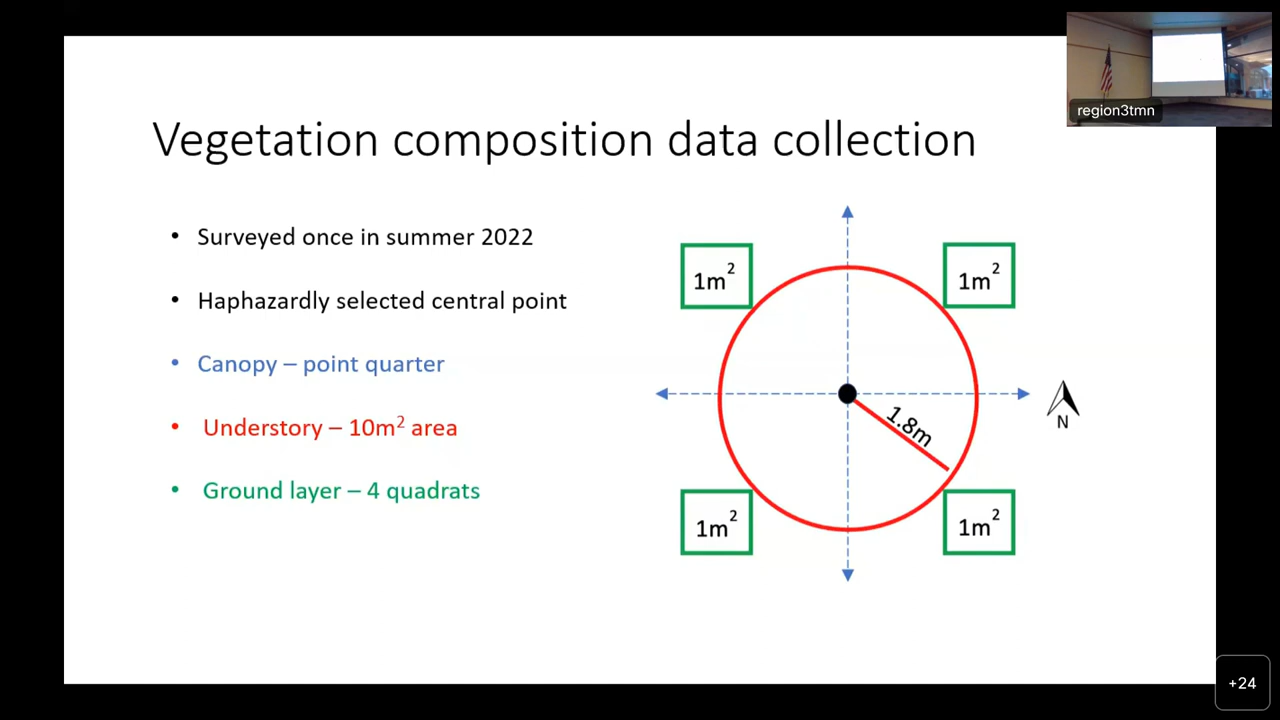 region3tmn
Vegetation composition data collection
• Surveyed once in summer 2022
• Haphazardly selected central point
• Canopy – point quarter
• Understory – 10m² area
• Ground layer – 4 quadrats
1m²
1m²
1.8m
N
1m²
1m²
+24